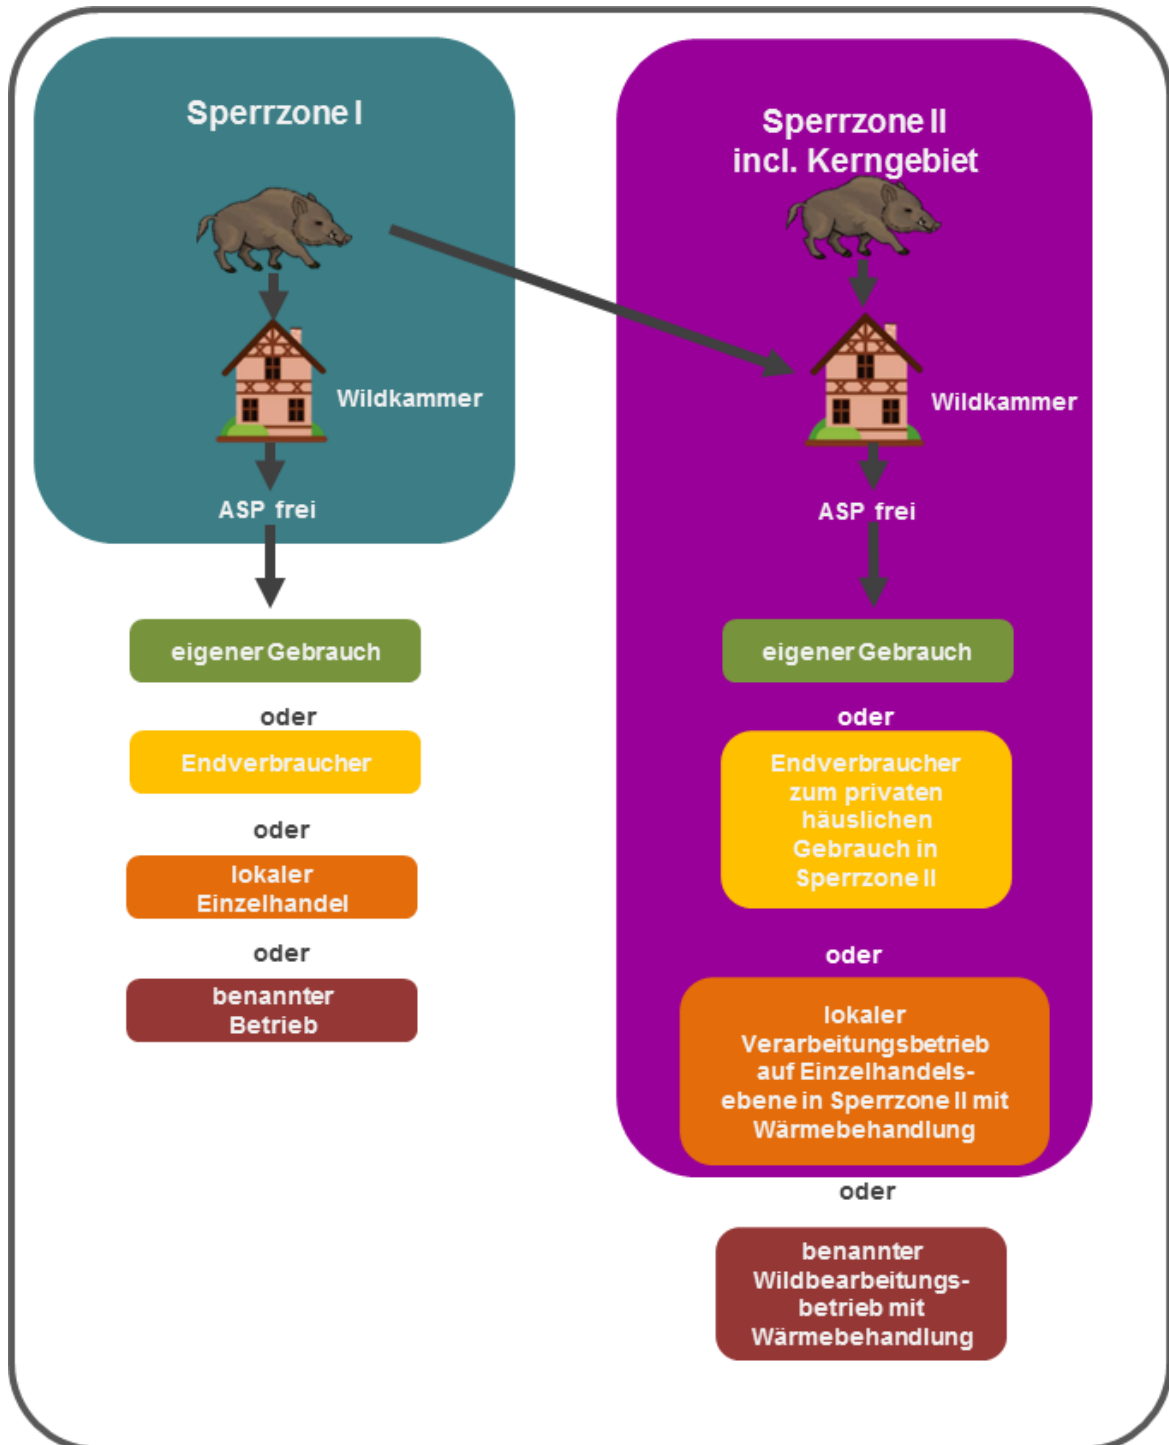 Sperrzone I
Wildkammer
ASP frei
eigener Gebrauch
oder
Endverbraucher
oder
lokaler
Einzelhandel
oder
benannter
Betrieb
Sperrzone II
incl. Kerngebiet
Wildkammer
ASP frei
eigener Gebrauch
oder
Endverbraucher
zum privaten
häuslichen
Gebrauch in
Sperrzone II
oder
lokaler
Verarbeitungsbetrieb
auf Einzelhandels-
ebene in Sperrzone II mit
Wärmebehandlung
oder
benannter
Wildbearbeitungs-
betrieb mit
Wärmebehandlung